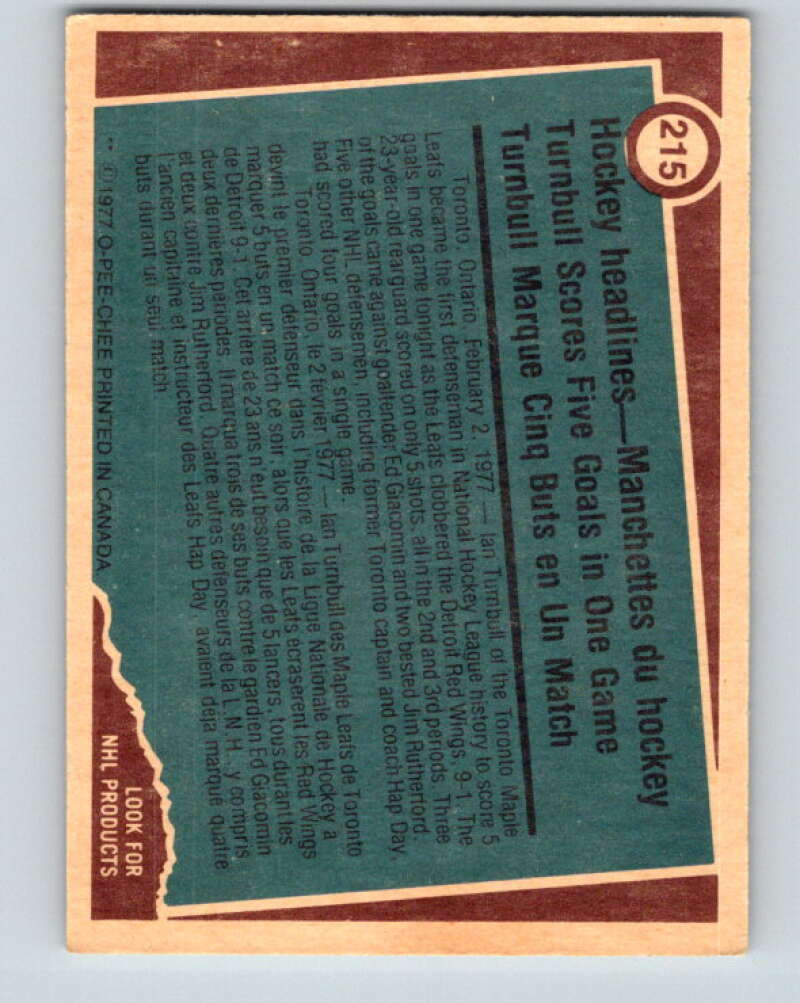 215
Hockey headlines—Manchettes du hockey
Turnbull Scores Five Goals in One Game
Turnbull Marque Cinq Buts en Un Match
Toronto, Ontario, February 2, 1977 — Ian Turnbull of the Toronto Maple
Leafs became the first defenseman in National Hockey League history to score 5
goals in one game tonight as the Leafs clobbered the Detroit Red Wings, 9-1. The
23-year-old rearguard scored on only 5 shots, all in the 2nd and 3rd periods. Three
of the goals came against goaltender Ed Giacomin and two bested Jim Rutherford.
Five other NHL defensemen, including former Toronto captain and coach Hap Day,
had scored four goals in a single game.
Toronto, Ontario, le 2 février 1977 — Ian Turnbull des Maple Leafs de Toronto
devint le premier défenseur dans l'histoire de la Ligue Nationale de Hockey à
marquer 5 buts en un match ce soir, alors que les Leafs écrasèrent les Red Wings
de Detroit 9-1. Cet arrière de 23 ans n'eut besoin que de 5 lancers, tous durant les
deux dernières périodes. Il marqua trois de ses buts contre le gardien Ed Giacomin
et deux contre Jim Rutherford. Quatre autres défenseurs de la L.N.H., y compris
l'ancien capitaine et instructeur des Leafs Hap Day, avaient déjà marqué quatre
buts durant un seul match.
** ©1977 O-PEE-CHEE PRINTED IN CANADA
LOOK FOR
NHL PRODUCTS